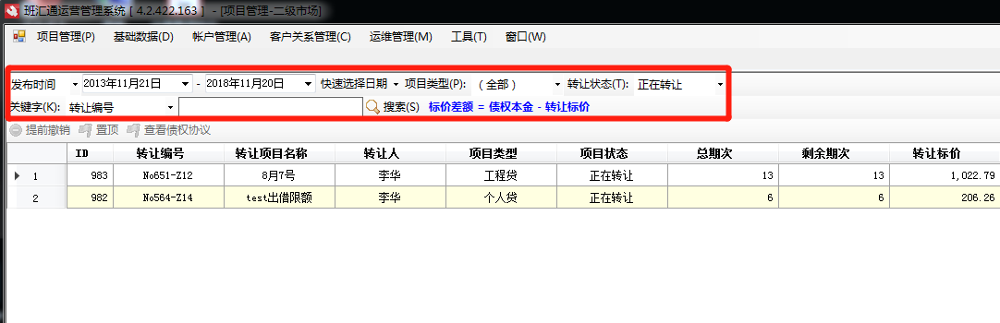 班汇通运营管理系统 [ 4.2.422.163 ] - [项目管理-二级市场]
项目管理(P) 基础数据(D) 帐户管理(A) 客户关系管理(C) 运维管理(M) 工具(T) 窗口(W)
发布时间 2013年11月21日 - 2018年11月20日 快速选择日期 项目类型(P): (全部) 转让状态(T): 正在转让
关键字(K): 转让编号 搜索(S) 标价差额 = 债权本金 - 转让标价
提前撤销 置顶 查看债权协议
ID 转让编号 转让项目名称 转让人 项目类型 项目状态 总期次 剩余期次 转让标价
1 983 No651-Z12 8月7号 李华 工程贷 正在转让 13 13 1,022.79
2 982 No564-Z14 test出借限额 李华 个人贷 正在转让 6 6 206.26